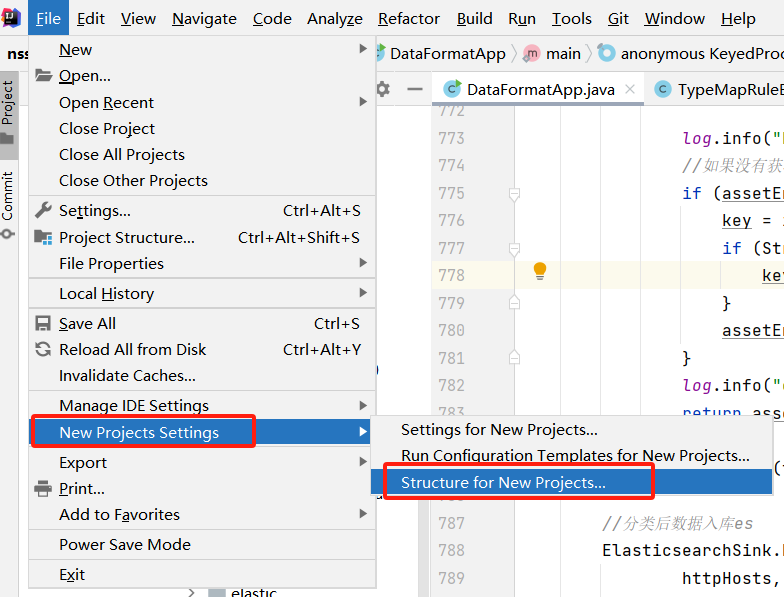 File Edit View Navigate Code Analyze Refactor Build Run Tools Git Window Help
nss
DataFormatApp main anonymous KeyedProc
DataFormatApp.java TypeMapRuleE
Project
Commit
New
Open...
Open Recent
Close Project
Close All Projects
Close Other Projects
Settings... Ctrl+Alt+S
Project Structure... Ctrl+Alt+Shift+S
File Properties
Local History
Save All Ctrl+S
Reload All from Disk Ctrl+Alt+Y
Invalidate Caches...
Manage IDE Settings
New Projects Settings
Export
Print...
Add to Favorites
Power Save Mode
Exit
Settings for New Projects...
Run Configuration Templates for New Projects...
Structure for New Projects...
772
773 log.info("
774 //如果没有获
775 if (assetEn
776 key =
777 if (Str
778 key
779 }
780 assetEn
781 }
782 log.info("
783 return ass
787 //分类后数据入库es
788 ElasticsearchSink.
789 httpHosts,
elastic